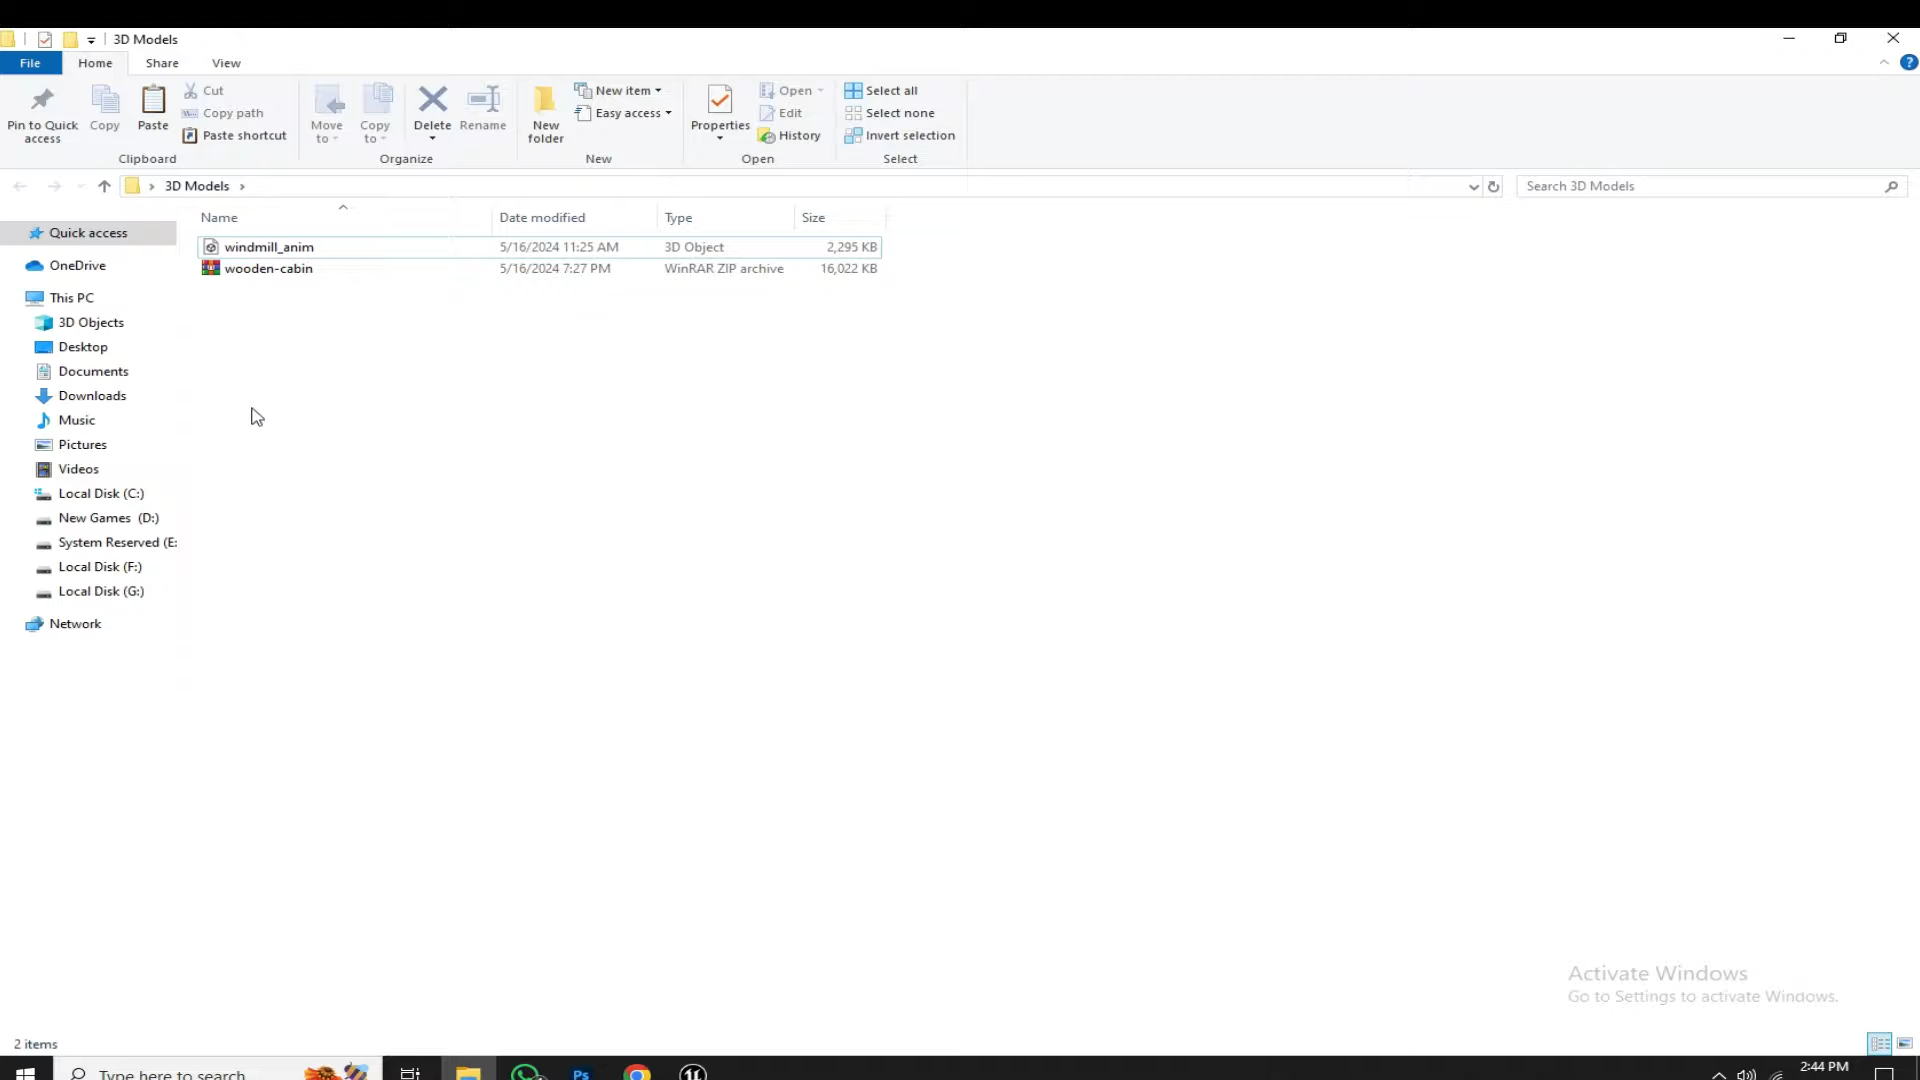 3D Models
File Home Share View
Pin to Quick access
Copy
Paste
Cut
Copy path
Paste shortcut
Clipboard
Move to
Copy to
Delete
Rename
Organize
New folder
New item
Easy access
New
Properties
Open
Edit
History
Open
Select all
Select none
Invert selection
Select
3D Models
Search 3D Models
Name Date modified Type Size
windmill_anim 5/16/2024 11:25 AM 3D Object 2,295 KB
wooden-cabin 5/16/2024 7:27 PM WinRAR ZIP archive 16,022 KB
Quick access
OneDrive
This PC
3D Objects
Desktop
Documents
Downloads
Music
Pictures
Videos
Local Disk (C:)
New Games (D:)
System Reserved (E:
Local Disk (F:)
Local Disk (G:)
Network
Activate Windows
Go to Settings to activate Windows.
2 items
Type here to search
Ps
2:44 PM